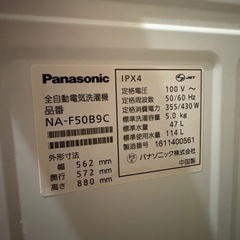 Panasonic
全自動電気洗濯機
品番
NA-F50B9C
外形寸法
幅 562 mm
奥行 572 mm
高さ 880 mm
IPX4
JET
定格電圧 100 V~
定格周波数 50/60 Hz
定格消費電力 355/430 W
標準洗濯容量 5.0 kg
標準水量 47 L
標準使用水量 114 L
製造番号 1611400561
パナソニック株式会社
中国製